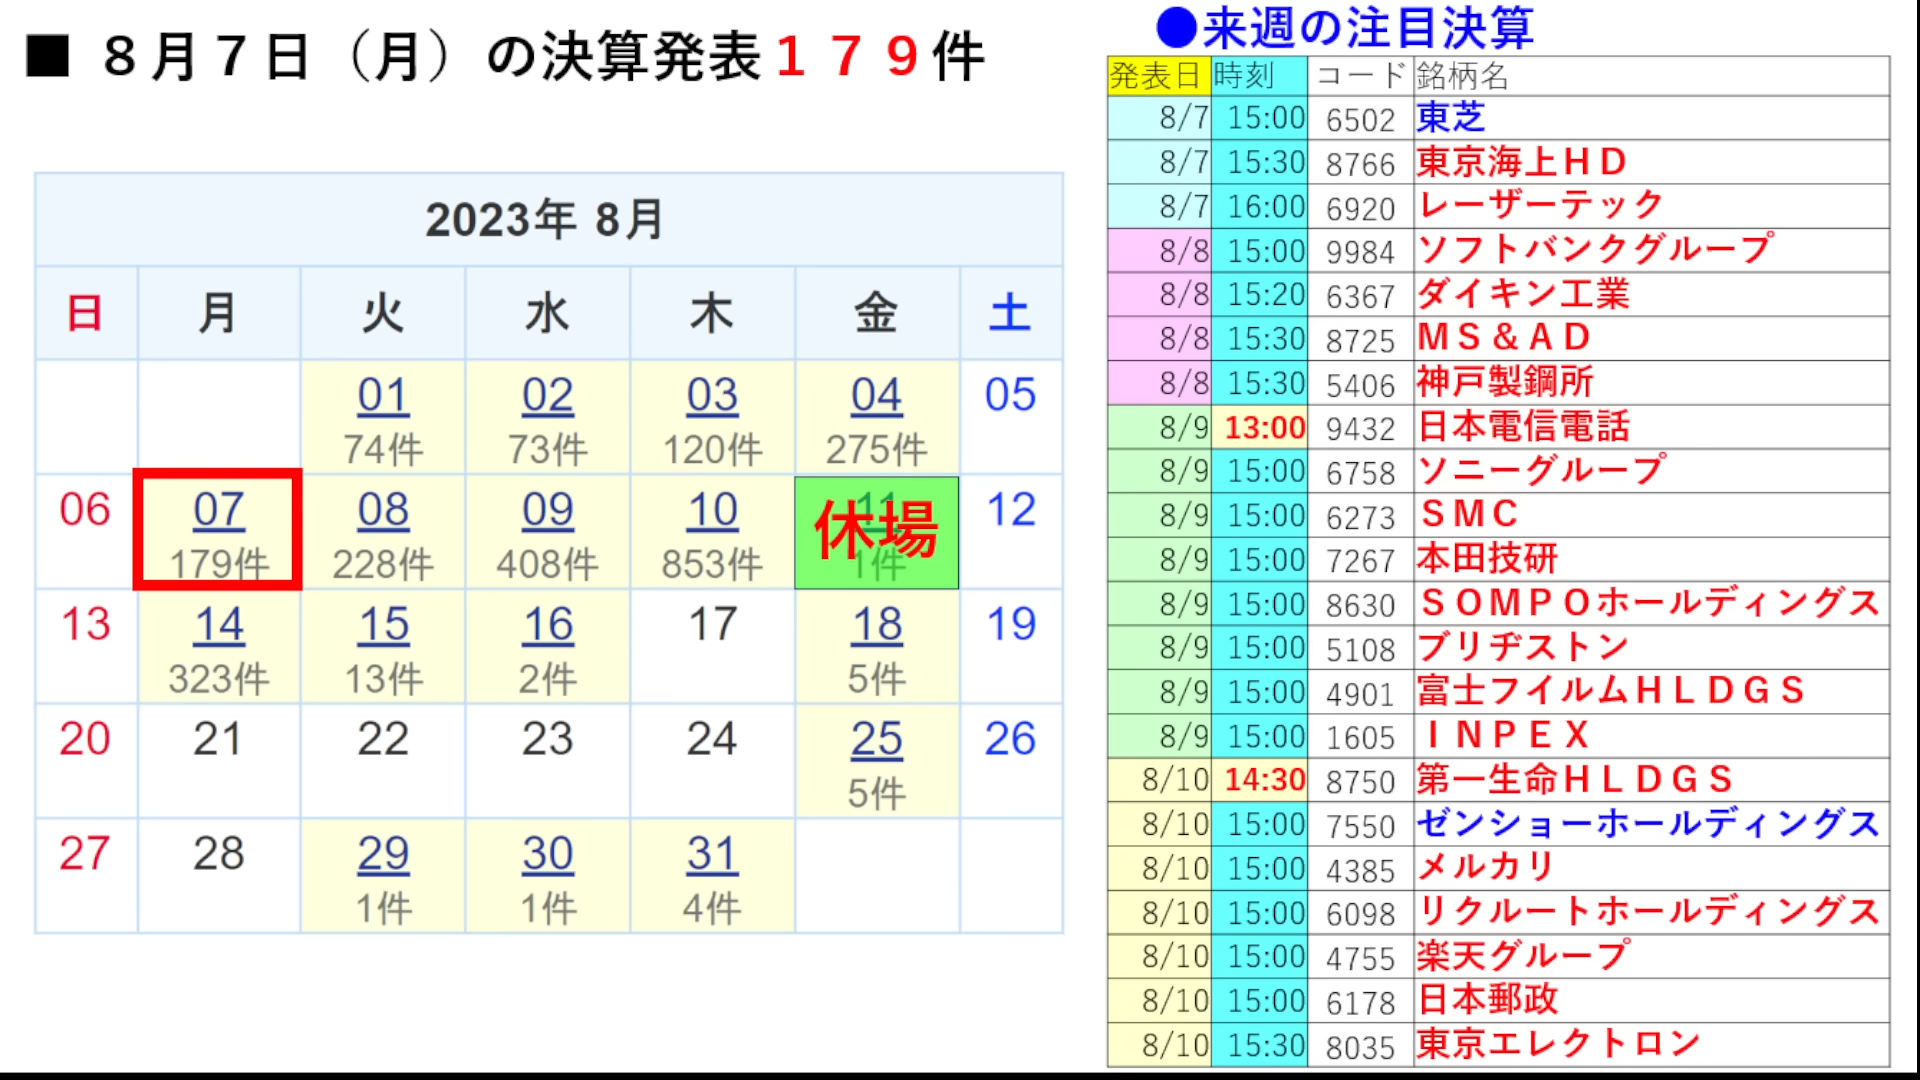 ■ 8月7日（月）の決算発表179件
2023年 8月
日 月 火 水 木 金 土
01 02 03 04 05
74件 73件 120件 275件
06 07 08 09 10 11 12
179件 228件 408件 853件 1件
休場
13 14 15 16 17 18 19
323件 13件 2件 5件
20 21 22 23 24 25 26
5件
27 28 29 30 31
1件 1件 4件
●来週の注目決算
発表日 時刻 コード 銘柄名
8/7 15:00 6502 東芝
8/7 15:30 8766 東京海上ＨＤ
8/7 16:00 6920 レーザーテック
8/8 15:00 9984 ソフトバンクグループ
8/8 15:20 6367 ダイキン工業
8/8 15:30 8725 ＭＳ＆ＡＤ
8/8 15:30 5406 神戸製鋼所
8/9 13:00 9432 日本電信電話
8/9 15:00 6758 ソニーグループ
8/9 15:00 6273 ＳＭＣ
8/9 15:00 7267 本田技研
8/9 15:00 8630 ＳＯＭＰＯホールディングス
8/9 15:00 5108 ブリヂストン
8/9 15:00 4901 富士フイルムＨＬＤＧＳ
8/9 15:00 1605 ＩＮＰＥＸ
8/10 14:30 8750 第一生命ＨＬＤＧＳ
8/10 15:00 7550 ゼンショーホールディングス
8/10 15:00 4385 メルカリ
8/10 15:00 6098 リクルートホールディングス
8/10 15:00 4755 楽天グループ
8/10 15:00 6178 日本郵政
8/10 15:30 8035 東京エレクトロン